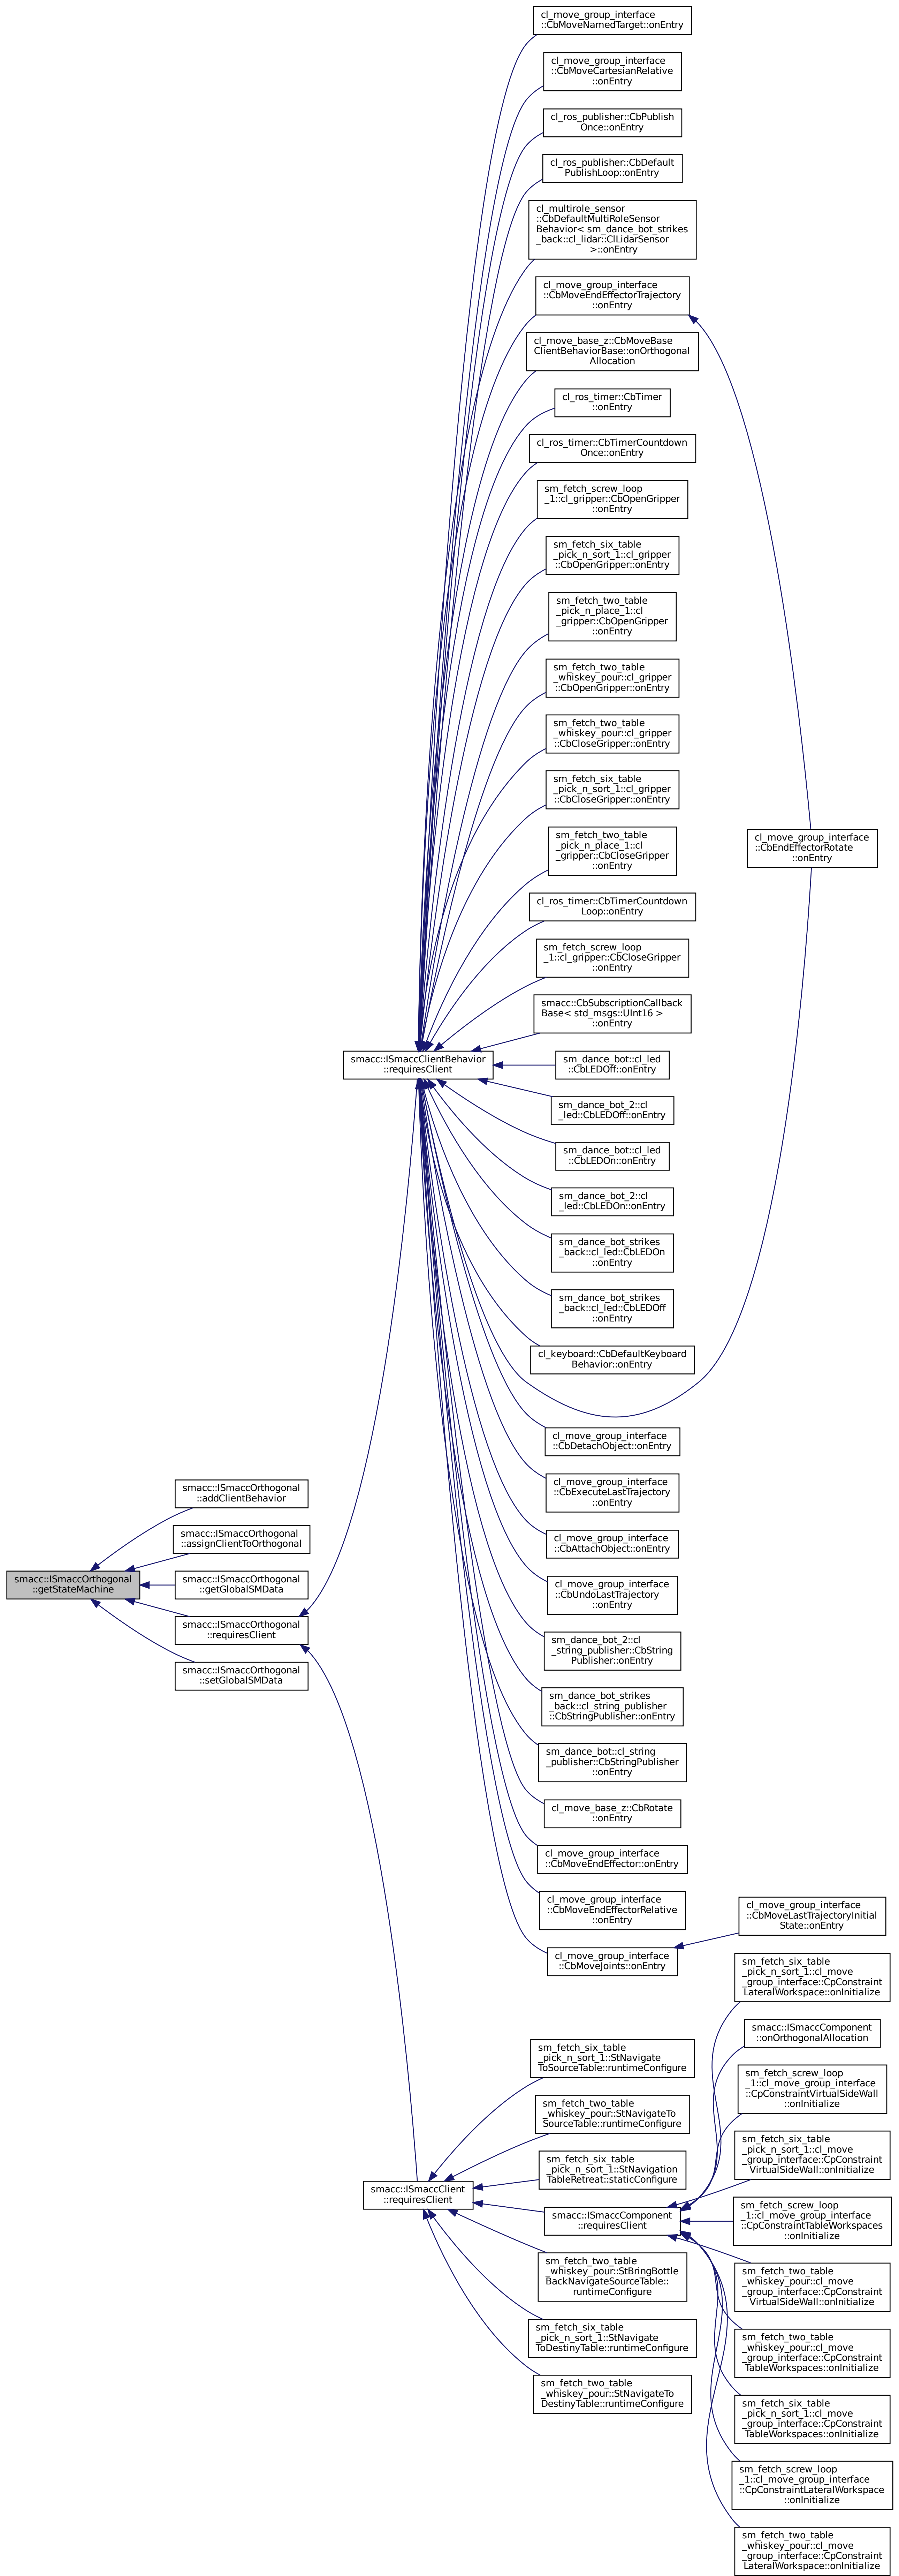 cl_move_group_interface
::CbMoveNamedTarget::onEntry
cl_move_group_interface
::CbMoveCartesianRelative
::onEntry
cl_ros_publisher::CbPublish
Once::onEntry
cl_ros_publisher::CbDefault
PublishLoop::onEntry
cl_multirole_sensor
::CbDefaultMultiRoleSensor
Behavior< sm_dance_bot_strikes
_back::cl_lidar::ClLidarSensor
>::onEntry
cl_move_group_interface
::CbMoveEndEffectorTrajectory
::onEntry
cl_move_base_z::CbMoveBase
ClientBehaviorBase::onOrthogonal
Allocation
cl_ros_timer::CbTimer
::onEntry
cl_ros_timer::CbTimerCountdown
Once::onEntry
sm_fetch_screw_loop
_1::cl_gripper::CbOpenGripper
::onEntry
sm_fetch_six_table
_pick_n_sort_1::cl_gripper
::CbOpenGripper::onEntry
sm_fetch_two_table
_pick_n_place_1::cl
_gripper::CbOpenGripper
::onEntry
sm_fetch_two_table
_whiskey_pour::cl_gripper
::CbOpenGripper::onEntry
sm_fetch_two_table
_whiskey_pour::cl_gripper
::CbCloseGripper::onEntry
sm_fetch_six_table
_pick_n_sort_1::cl_gripper
::CbCloseGripper::onEntry
sm_fetch_two_table
_pick_n_place_1::cl
_gripper::CbCloseGripper
::onEntry
cl_move_group_interface
::CbEndEffectorRotate
::onEntry
cl_ros_timer::CbTimerCountdown
Loop::onEntry
sm_fetch_screw_loop
_1::cl_gripper::CbCloseGripper
::onEntry
smacc::CbSubscriptionCallback
Base< std_msgs::UInt16 >
::onEntry
smacc::ISmaccClientBehavior
::requiresClient
sm_dance_bot::cl_led
::CbLEDOff::onEntry
sm_dance_bot_2::cl
_led::CbLEDOff::onEntry
sm_dance_bot::cl_led
::CbLEDOn::onEntry
sm_dance_bot_2::cl
_led::CbLEDOn::onEntry
sm_dance_bot_strikes
_back::cl_led::CbLEDOn
::onEntry
sm_dance_bot_strikes
_back::cl_led::CbLEDOff
::onEntry
cl_keyboard::CbDefaultKeyboard
Behavior::onEntry
cl_move_group_interface
::CbDetachObject::onEntry
cl_move_group_interface
::CbExecuteLastTrajectory
::onEntry
cl_move_group_interface
::CbAttachObject::onEntry
cl_move_group_interface
::CbUndoLastTrajectory
::onEntry
smacc::ISmaccOrthogonal
::addClientBehavior
smacc::ISmaccOrthogonal
::assignClientToOrthogonal
smacc::ISmaccOrthogonal
::getStateMachine
smacc::ISmaccOrthogonal
::getGlobalSMData
smacc::ISmaccOrthogonal
::requiresClient
smacc::ISmaccOrthogonal
::setGlobalSMData
sm_dance_bot_2::cl
_string_publisher::CbString
Publisher::onEntry
sm_dance_bot_strikes
_back::cl_string_publisher
::CbStringPublisher::onEntry
sm_dance_bot::cl_string
_publisher::CbStringPublisher
::onEntry
cl_move_base_z::CbRotate
::onEntry
cl_move_group_interface
::CbMoveEndEffector::onEntry
cl_move_group_interface
::CbMoveEndEffectorRelative
::onEntry
cl_move_group_interface
::CbMoveJoints::onEntry
cl_move_group_interface
::CbMoveLastTrajectoryInitial
State::onEntry
sm_fetch_six_table
_pick_n_sort_1::cl_move
_group_interface::CpConstraint
LateralWorkspace::onInitialize
smacc::ISmaccComponent
::onOrthogonalAllocation
sm_fetch_six_table
_pick_n_sort_1::StNavigate
ToSourceTable::runtimeConfigure
sm_fetch_screw_loop
_1::cl_move_group_interface
::CpConstraintVirtualSideWall
::onInitialize
sm_fetch_two_table
_whiskey_pour::StNavigateTo
SourceTable::runtimeConfigure
sm_fetch_six_table
_pick_n_sort_1::cl_move
_group_interface::CpConstraint
VirtualSideWall::onInitialize
sm_fetch_six_table
_pick_n_sort_1::StNavigation
TableRetreat::staticConfigure
smacc::ISmaccClient
::requiresClient
smacc::ISmaccComponent
::requiresClient
sm_fetch_screw_loop
_1::cl_move_group_interface
::CpConstraintTableWorkspaces
::onInitialize
sm_fetch_two_table
_whiskey_pour::StBringBottle
BackNavigateSourceTable::
runtimeConfigure
sm_fetch_two_table
_whiskey_pour::cl_move
_group_interface::CpConstraint
VirtualSideWall::onInitialize
sm_fetch_six_table
_pick_n_sort_1::StNavigate
ToDestinyTable::runtimeConfigure
sm_fetch_two_table
_whiskey_pour::cl_move
_group_interface::CpConstraint
TableWorkspaces::onInitialize
sm_fetch_two_table
_whiskey_pour::StNavigateTo
DestinyTable::runtimeConfigure
sm_fetch_six_table
_pick_n_sort_1::cl_move
_group_interface::CpConstraint
TableWorkspaces::onInitialize
sm_fetch_screw_loop
_1::cl_move_group_interface
::CpConstraintLateralWorkspace
::onInitialize
sm_fetch_two_table
_whiskey_pour::cl_move
_group_interface::CpConstraint
LateralWorkspace::onInitialize